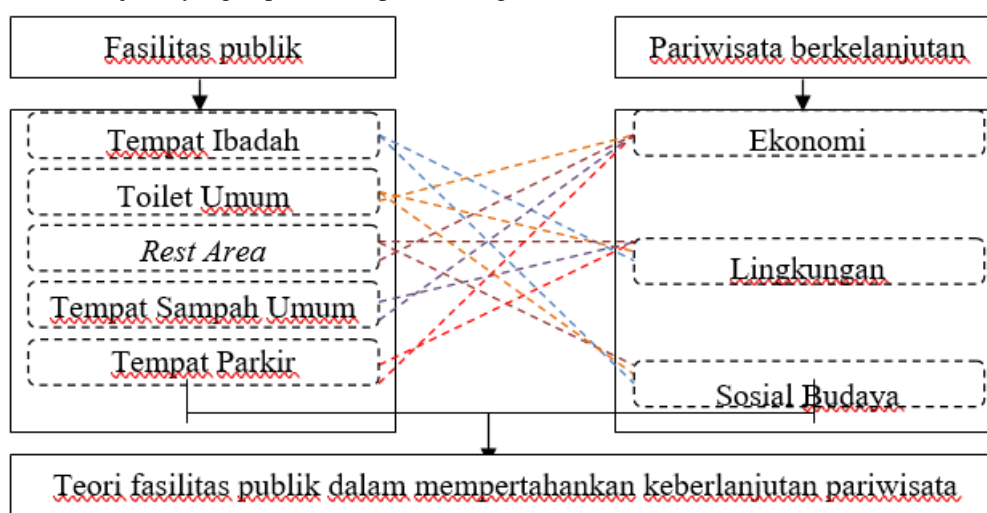 Fasilitas publik
Pariwisata berkelanjutan
Tempat Ibadah
Toilet Umum
Rest Area
Tempat Sampah Umum
Tempat Parkir
Ekonomi
Lingkungan
Sosial Budaya
Teori fasilitas publik dalam mempertahankan keberlanjutan pariwisata